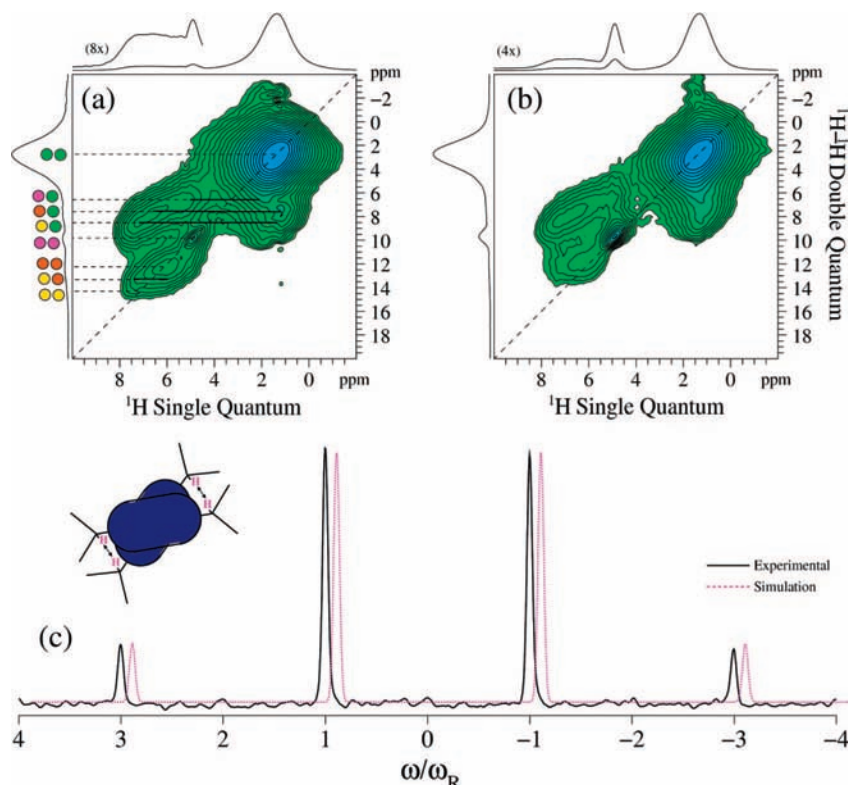 (8x)
(4x)
ppm
ppm
(a)
(b)
−2
0
2
4
6
8
10
12
14
16
18
−2
0
2
4
6
8
10
12
14
16
18
¹H–¹H Double Quantum
8 6 4 2 0 ppm
8 6 4 2 0 ppm
¹H Single Quantum
¹H Single Quantum
H
H
H
H
Experimental
Simulation
(c)
4 3 2 1 0 −1 −2 −3 −4
ω/ω_R